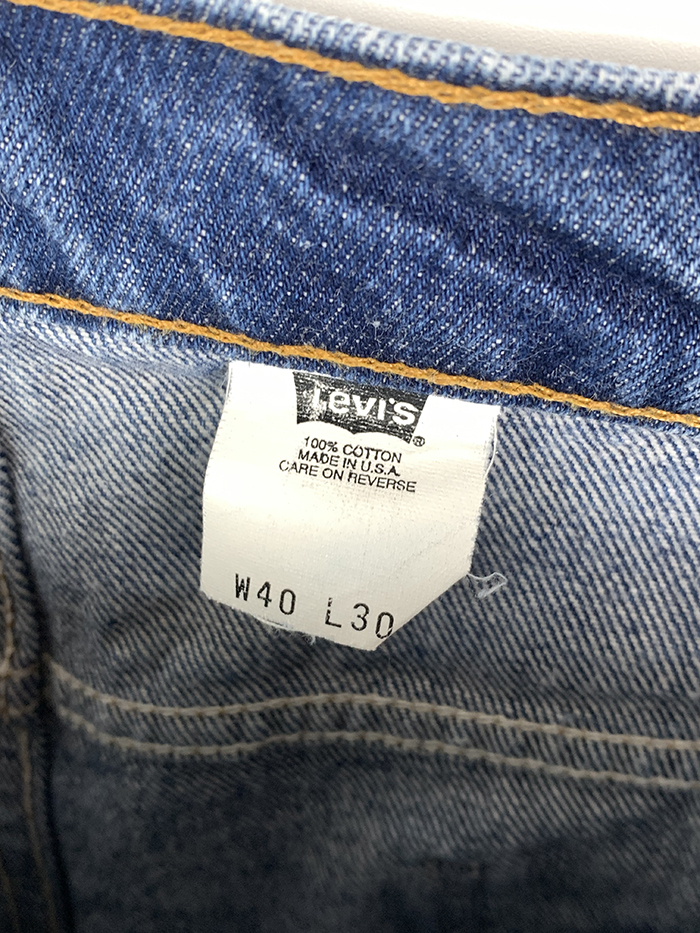 Levi's ®
100% COTTON
MADE IN U.S.A.
CARE ON REVERSE
W40 L30